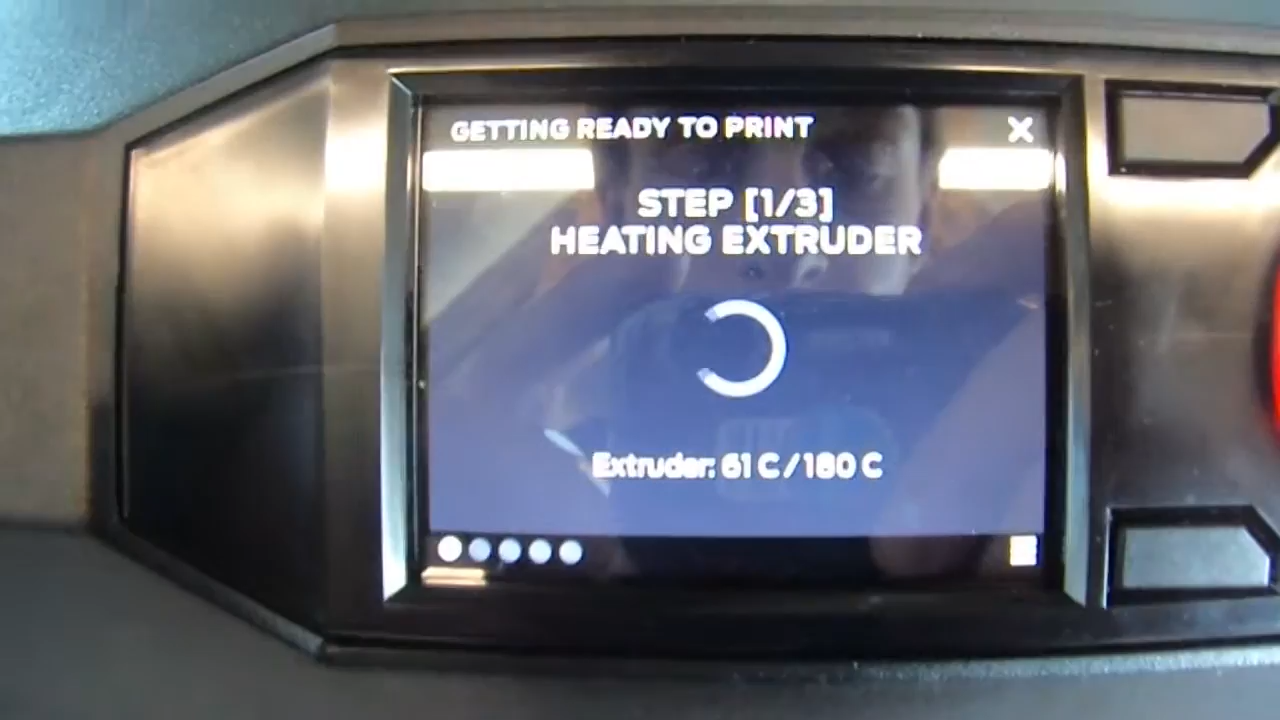 GETTING READY TO PRINT X
STEP [1/3]
HEATING EXTRUDER
Extruder: 61 C / 180 C